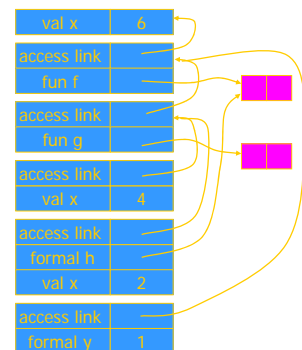 val x 6
access link
fun f
access link
fun g
access link
val x 4
access link
formal h
val x 2
access link
formal y 1